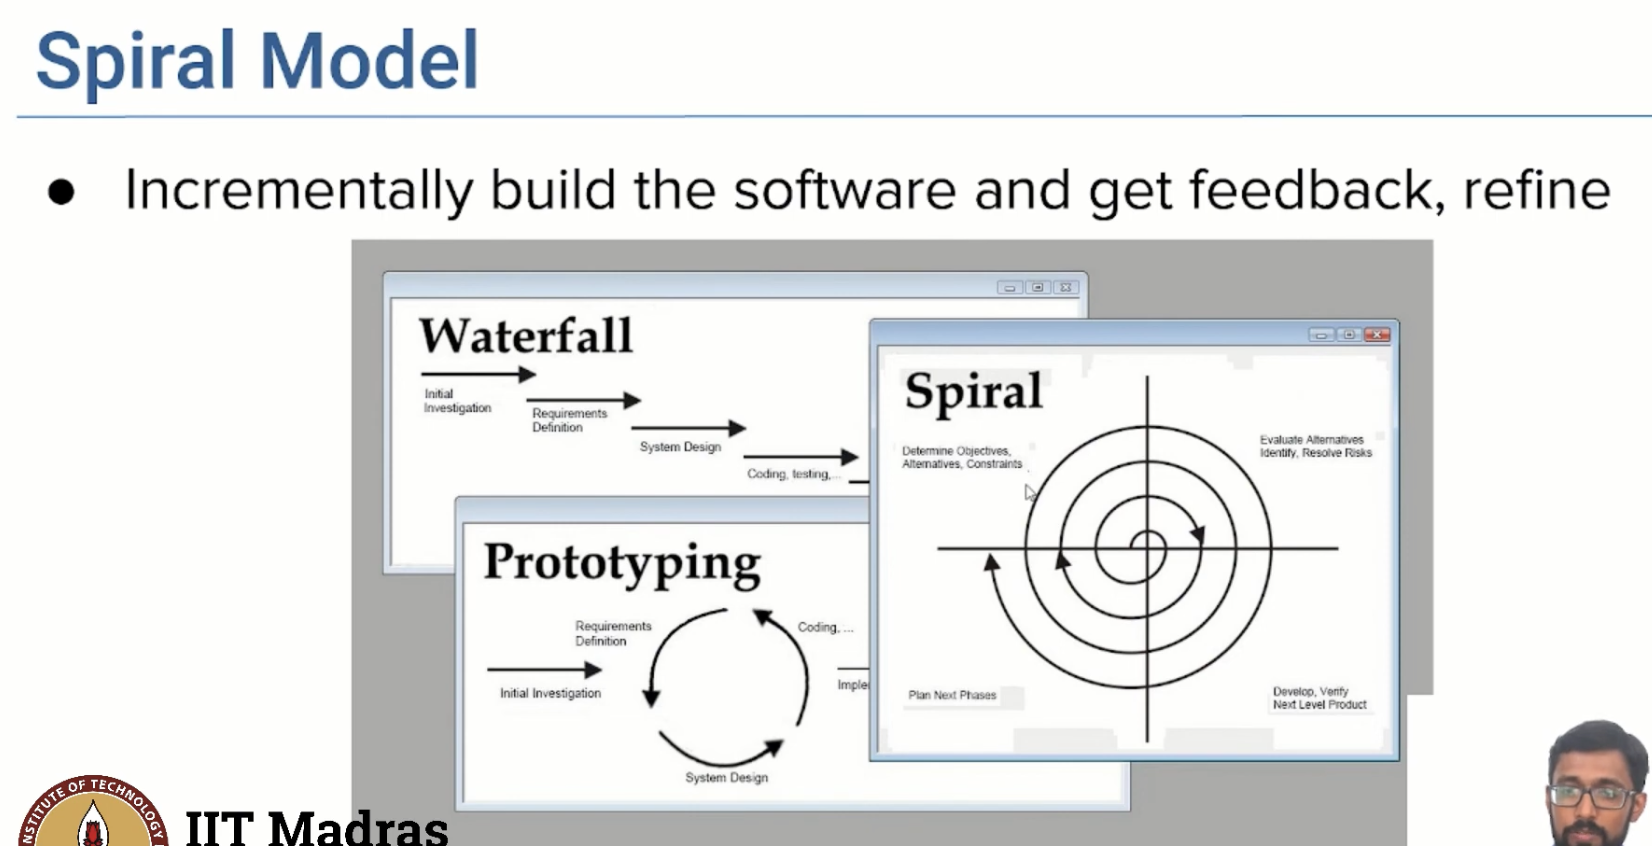 Spiral Model
● Incrementally build the software and get feedback, refine
Waterfall
Initial
Investigation
Requirements
Definition
System Design
Coding, testing,...
Prototyping
Requirements
Definition
Coding, ...
Initial Investigation
System Design
Spiral
Determine Objectives,
Alternatives, Constraints
Evaluate Alternatives
Identify, Resolve Risks
Plan Next Phases
Develop, Verify
Next Level Product
OF TECHNOLOGY
IIT Madras